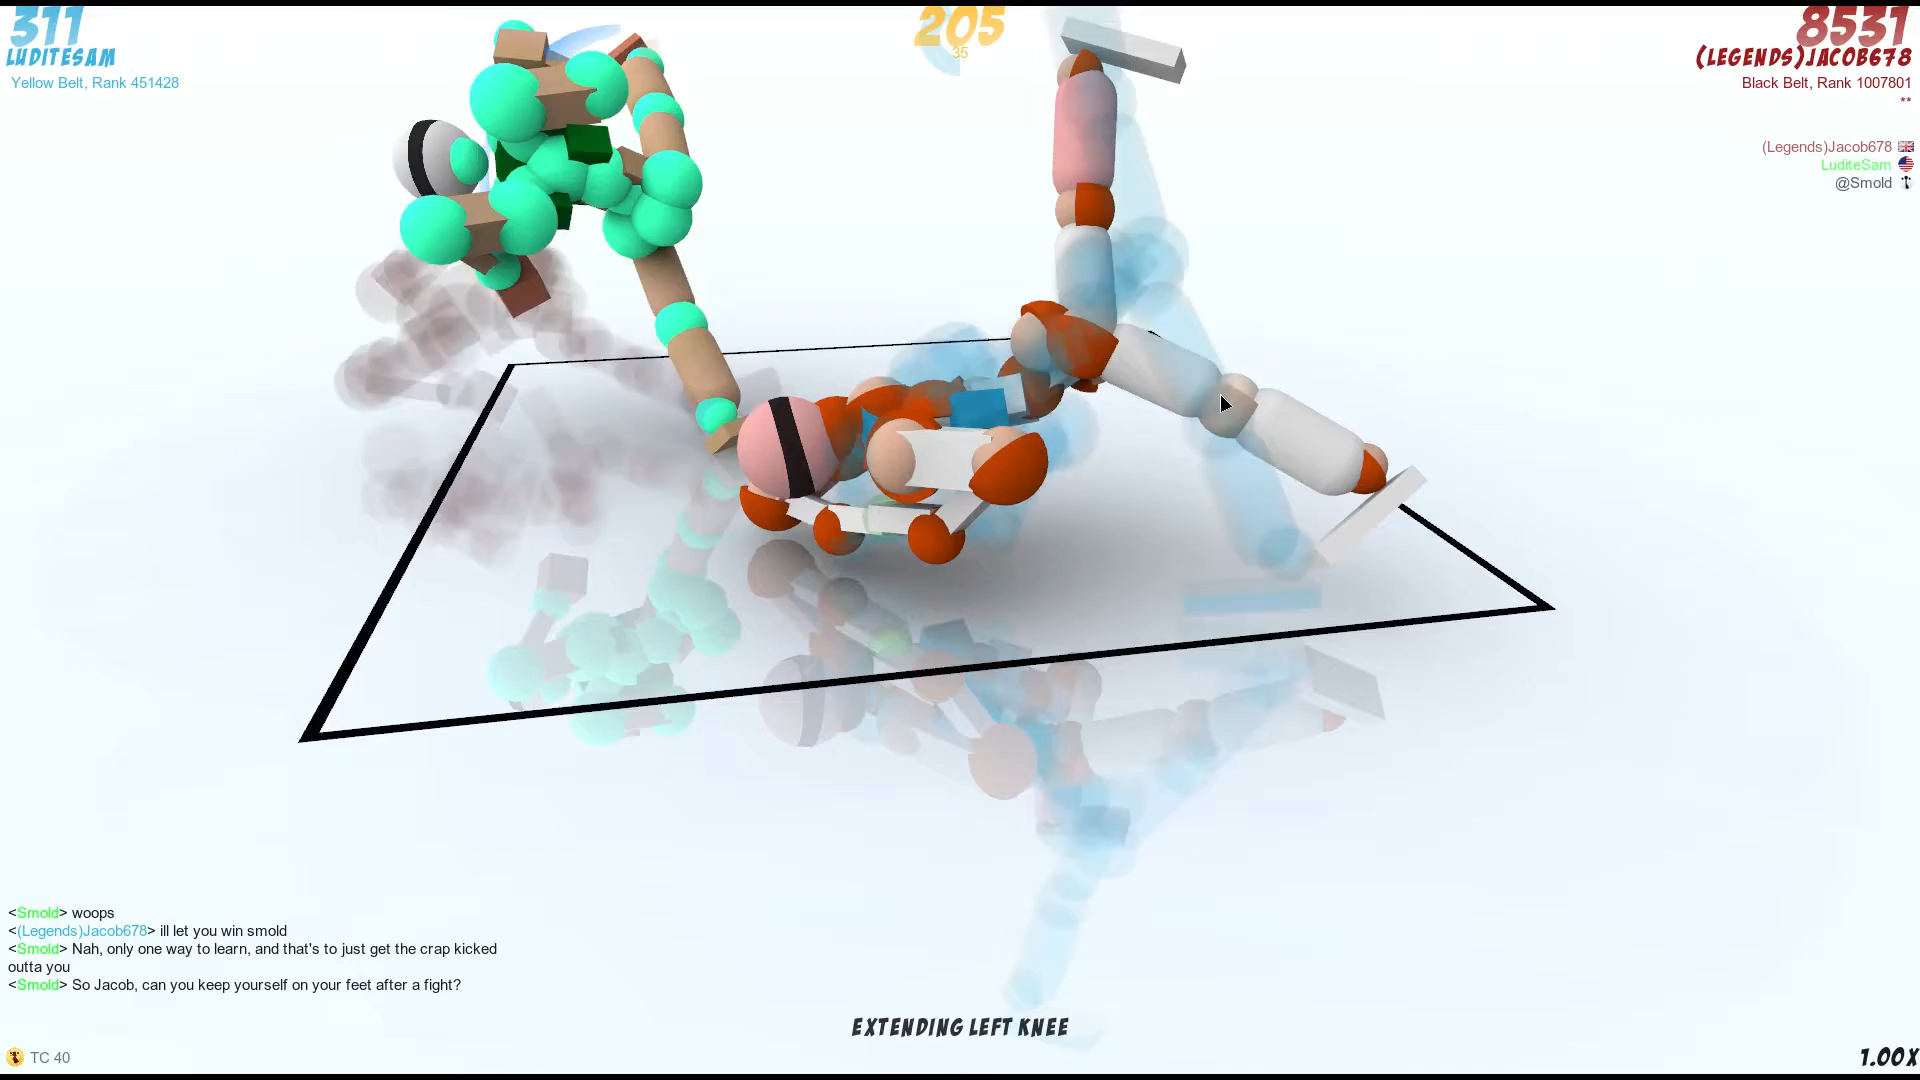 311
LUDITESAM
Yellow Belt, Rank 451428
205
35
8531
(LEGENDS)JACOB678
Black Belt, Rank 1007801
**
(Legends)Jacob678
LuditeSam
@Smold
<Smold> woops
<(Legends)Jacob678> ill let you win smold
<Smold> Nah, only one way to learn, and that's to just get the crap kicked
outta you
<Smold> So Jacob, can you keep yourself on your feet after a fight?
EXTENDING LEFT KNEE
TC 40
1.00X